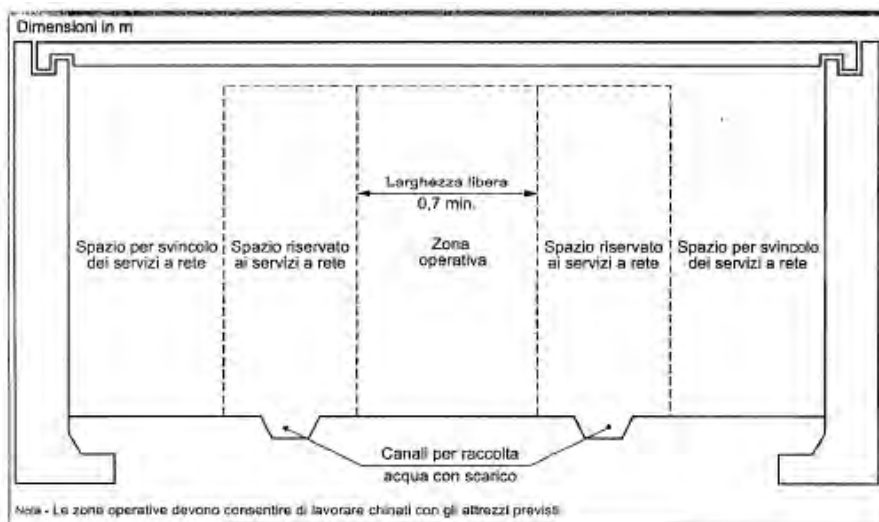 Dimensioni in m
Larghezza libera
0,7 min.
Spazio per svincolo
dei servizi a rete
Spazio riservato
ai servizi a rete
Zona
operativa
Spazio riservato
ai servizi a rete
Spazio per svincolo
dei servizi a rete
Canali per raccolta
acqua con scarico
Nota - Le zone operative devono consentire di lavorare chinati con gli attrezzi previsti